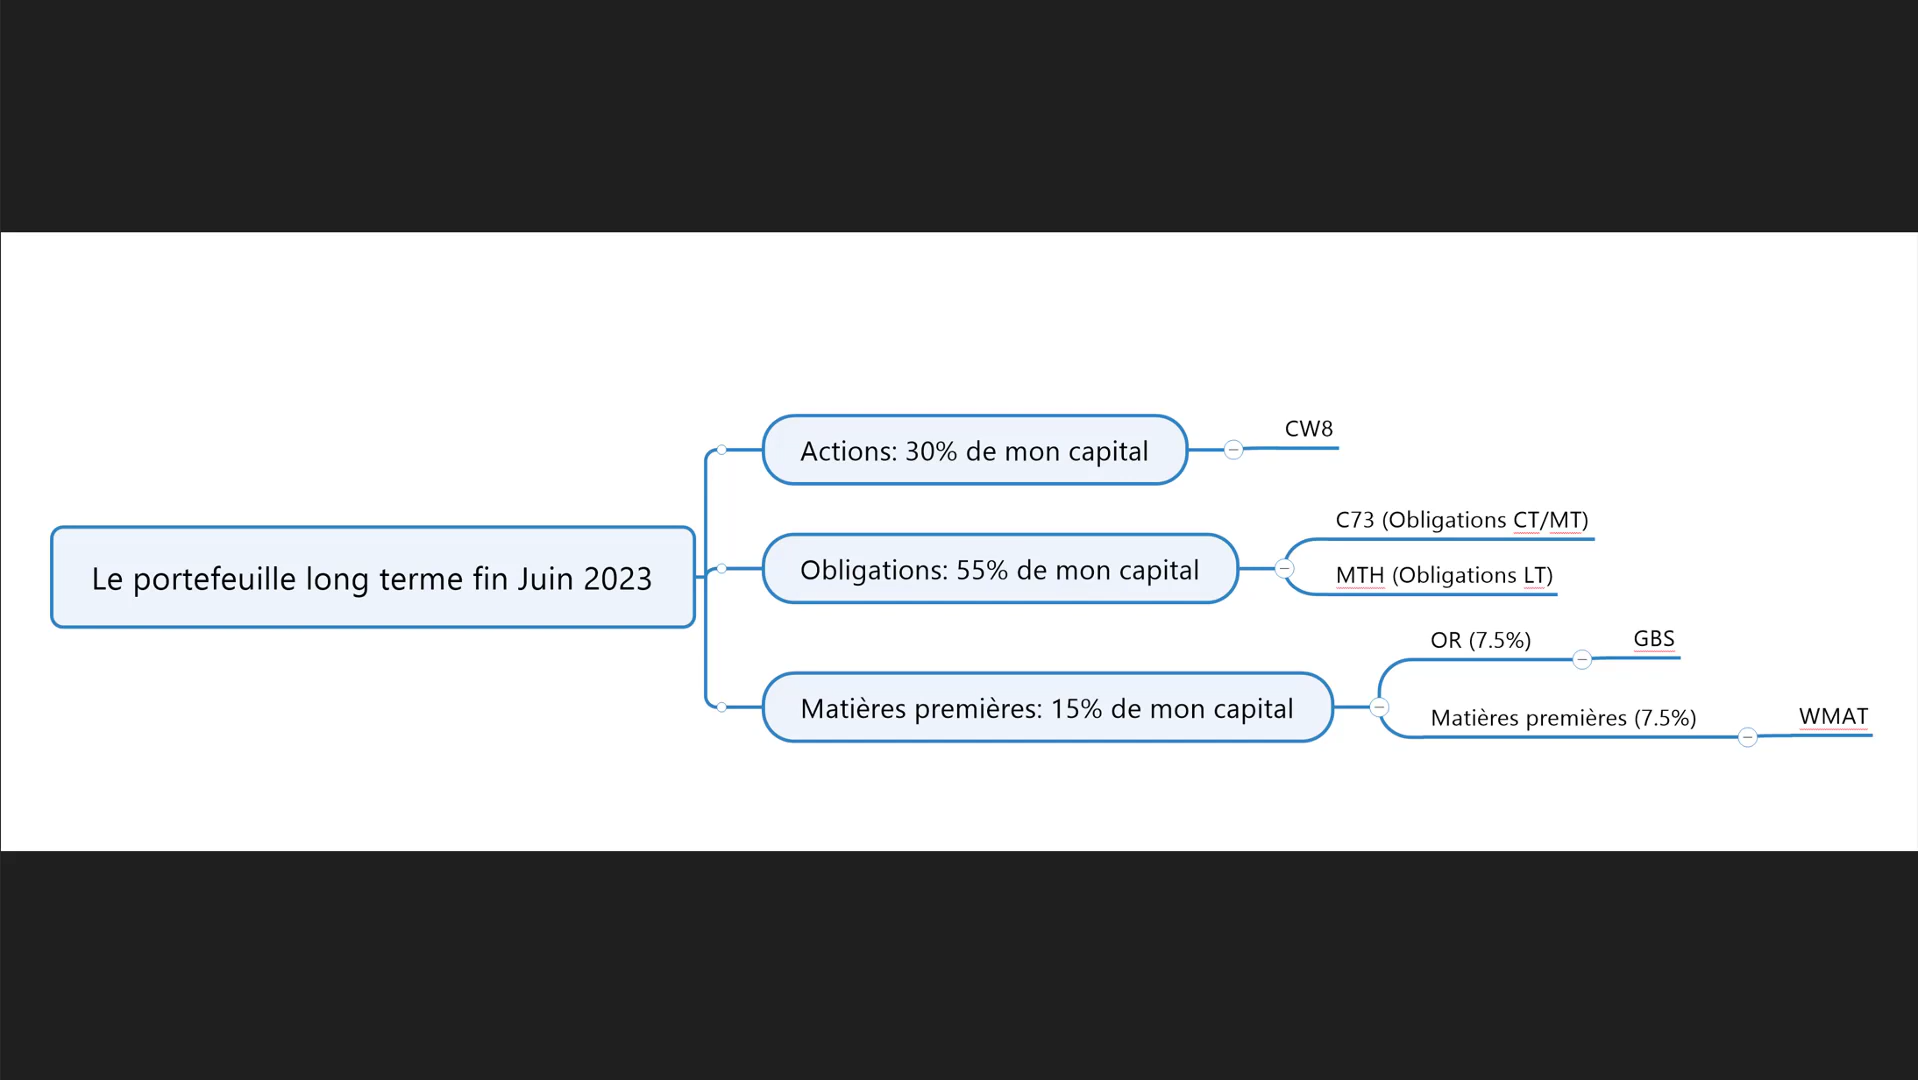 Le portefeuille long terme fin Juin 2023
Actions: 30% de mon capital
CW8
Obligations: 55% de mon capital
C73 (Obligations CT/MT)
MTH (Obligations LT)
Matières premières: 15% de mon capital
OR (7.5%)
GBS
Matières premières (7.5%)
WMAT